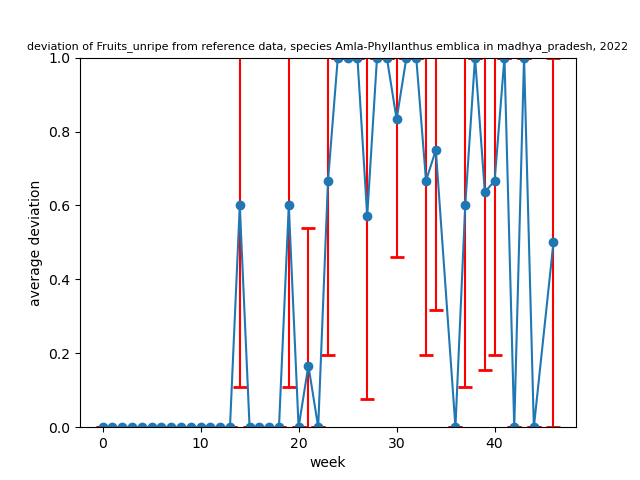 deviation of Fruits_unripe from reference data, species Amla-Phyllanthus emblica in madhya_pradesh, 2022
1.0
0.8
0.6
0.4
0.2
0.0
average deviation
0 10 20 30 40
week